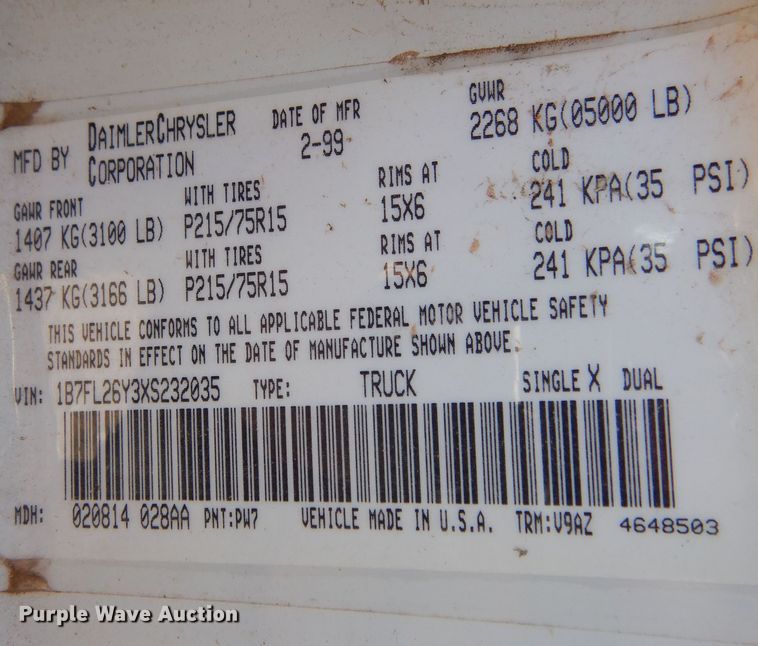 MFD BY DAIMLERCHRYSLER CORPORATION DATE OF MFR 2-99 GVWR 2268 KG(05000 LB)
GAWR FRONT WITH TIRES RIMS AT COLD
1407 KG(3100 LB) P215/75R15 15X6 241 KPA(35 PSI)
GAWR REAR WITH TIRES RIMS AT COLD
1437 KG(3166 LB) P215/75R15 15X6 241 KPA(35 PSI)
THIS VEHICLE CONFORMS TO ALL APPLICABLE FEDERAL MOTOR VEHICLE SAFETY
STANDARDS IN EFFECT ON THE DATE OF MANUFACTURE SHOWN ABOVE.
VIN: 1B7FL26Y3XS232035 TYPE: TRUCK SINGLE X DUAL
MDH: 020814 028AA PNT:PW7 VEHICLE MADE IN U.S.A. TRM:V9AZ 4648503
Purple Wave Auction